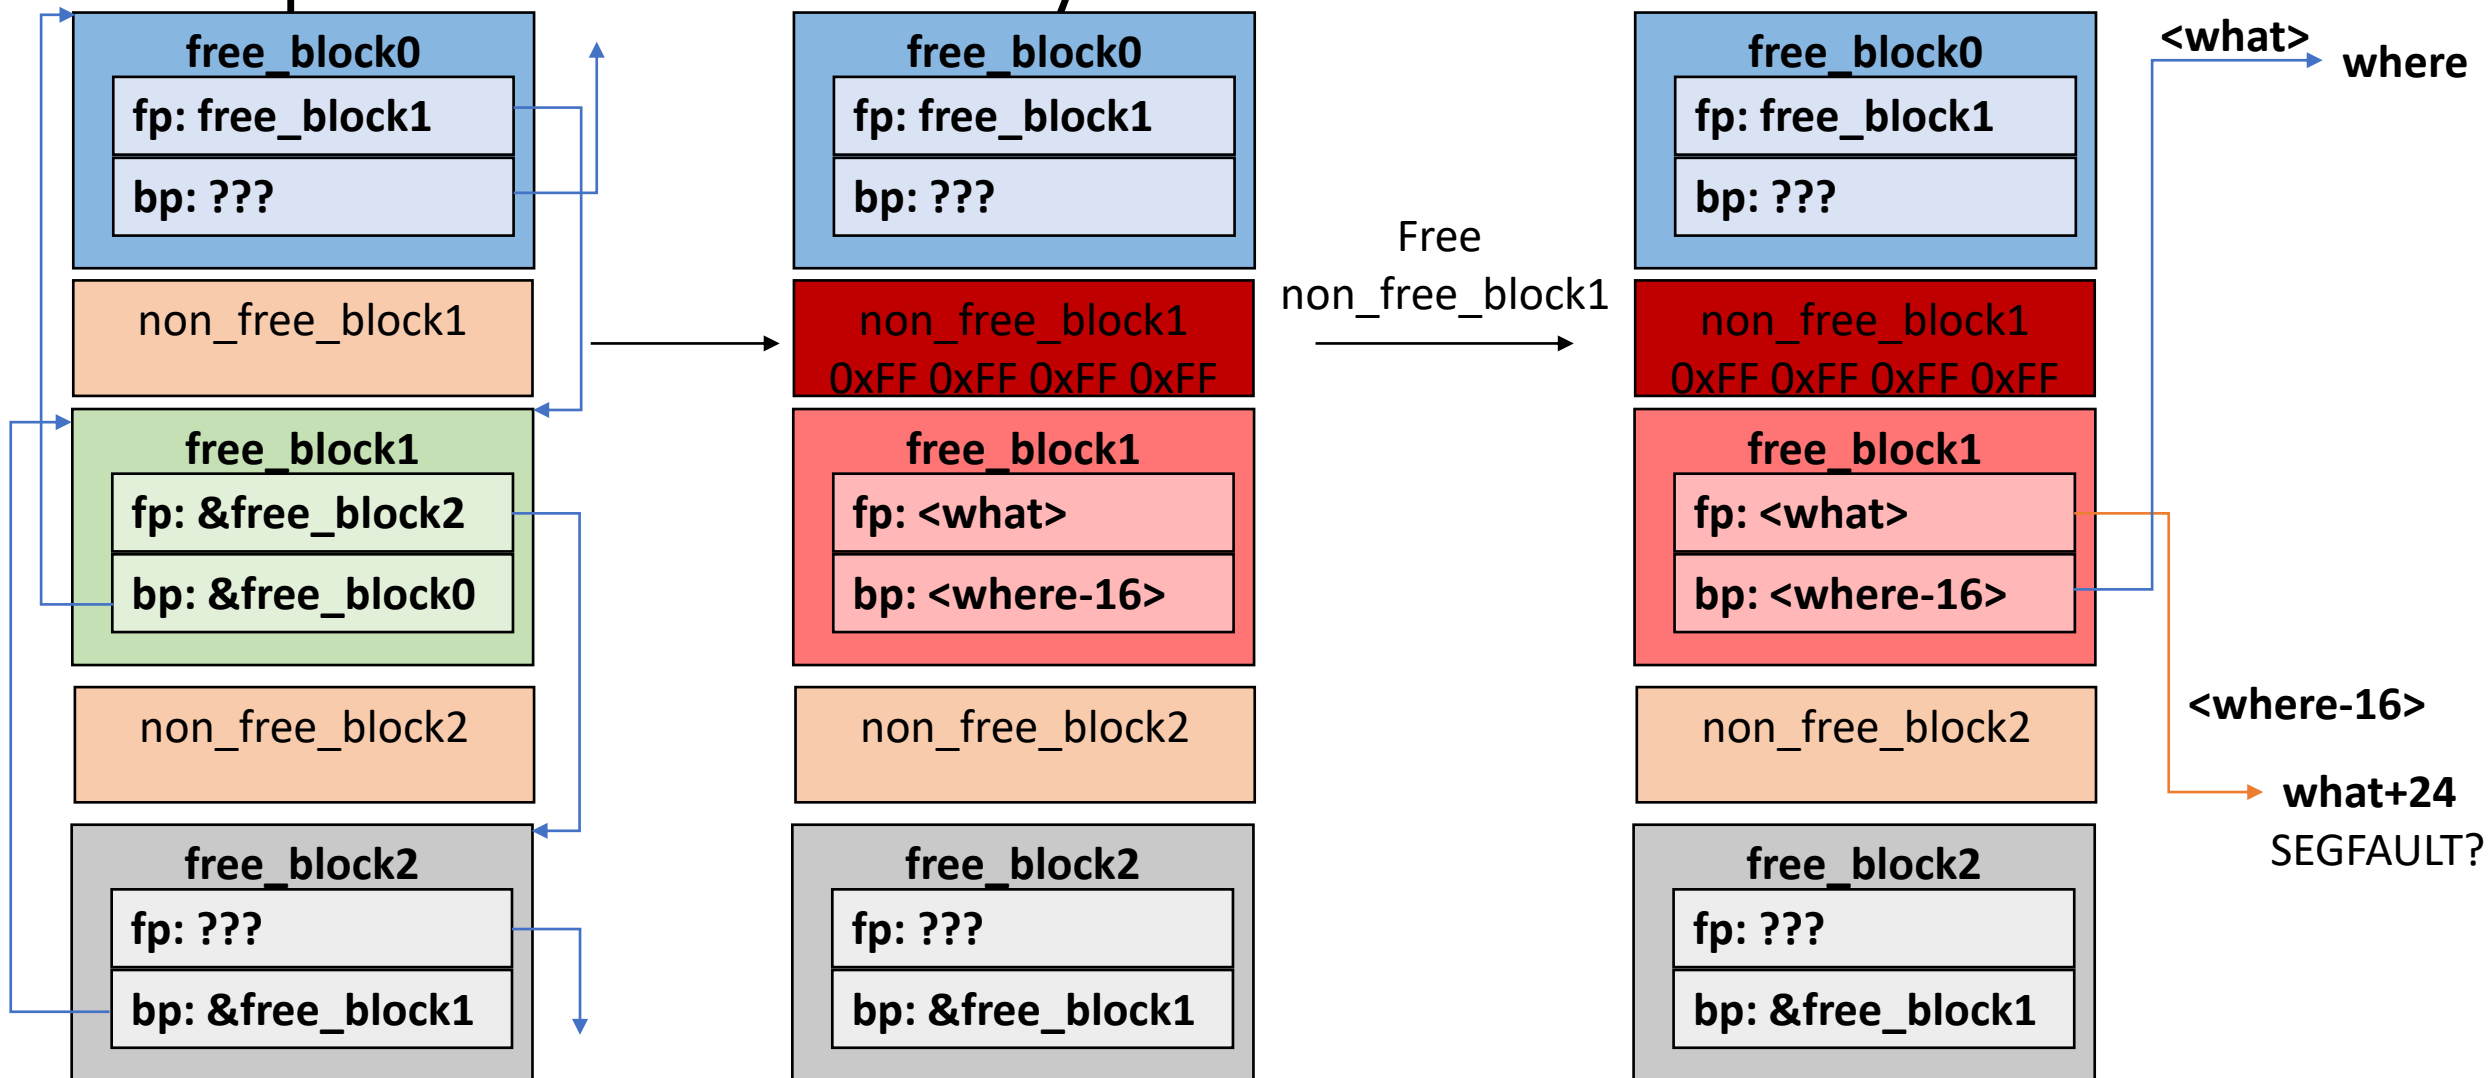 free_block0
fp: free_block1
bp: ???
non_free_block1
free_block1
fp: &free_block2
bp: &free_block0
non_free_block2
free_block2
fp: ???
bp: &free_block1
free_block0
fp: free_block1
bp: ???
non_free_block1
0xFF 0xFF 0xFF 0xFF
free_block1
fp: <what>
bp: <where-16>
non_free_block2
free_block2
fp: ???
bp: &free_block1
Free
non_free_block1
free_block0
fp: free_block1
bp: ???
non_free_block1
0xFF 0xFF 0xFF 0xFF
free_block1
fp: <what>
bp: <where-16>
non_free_block2
free_block2
fp: ???
bp: &free_block1
<what>
where
<where-16>
what+24
SEGFAULT?